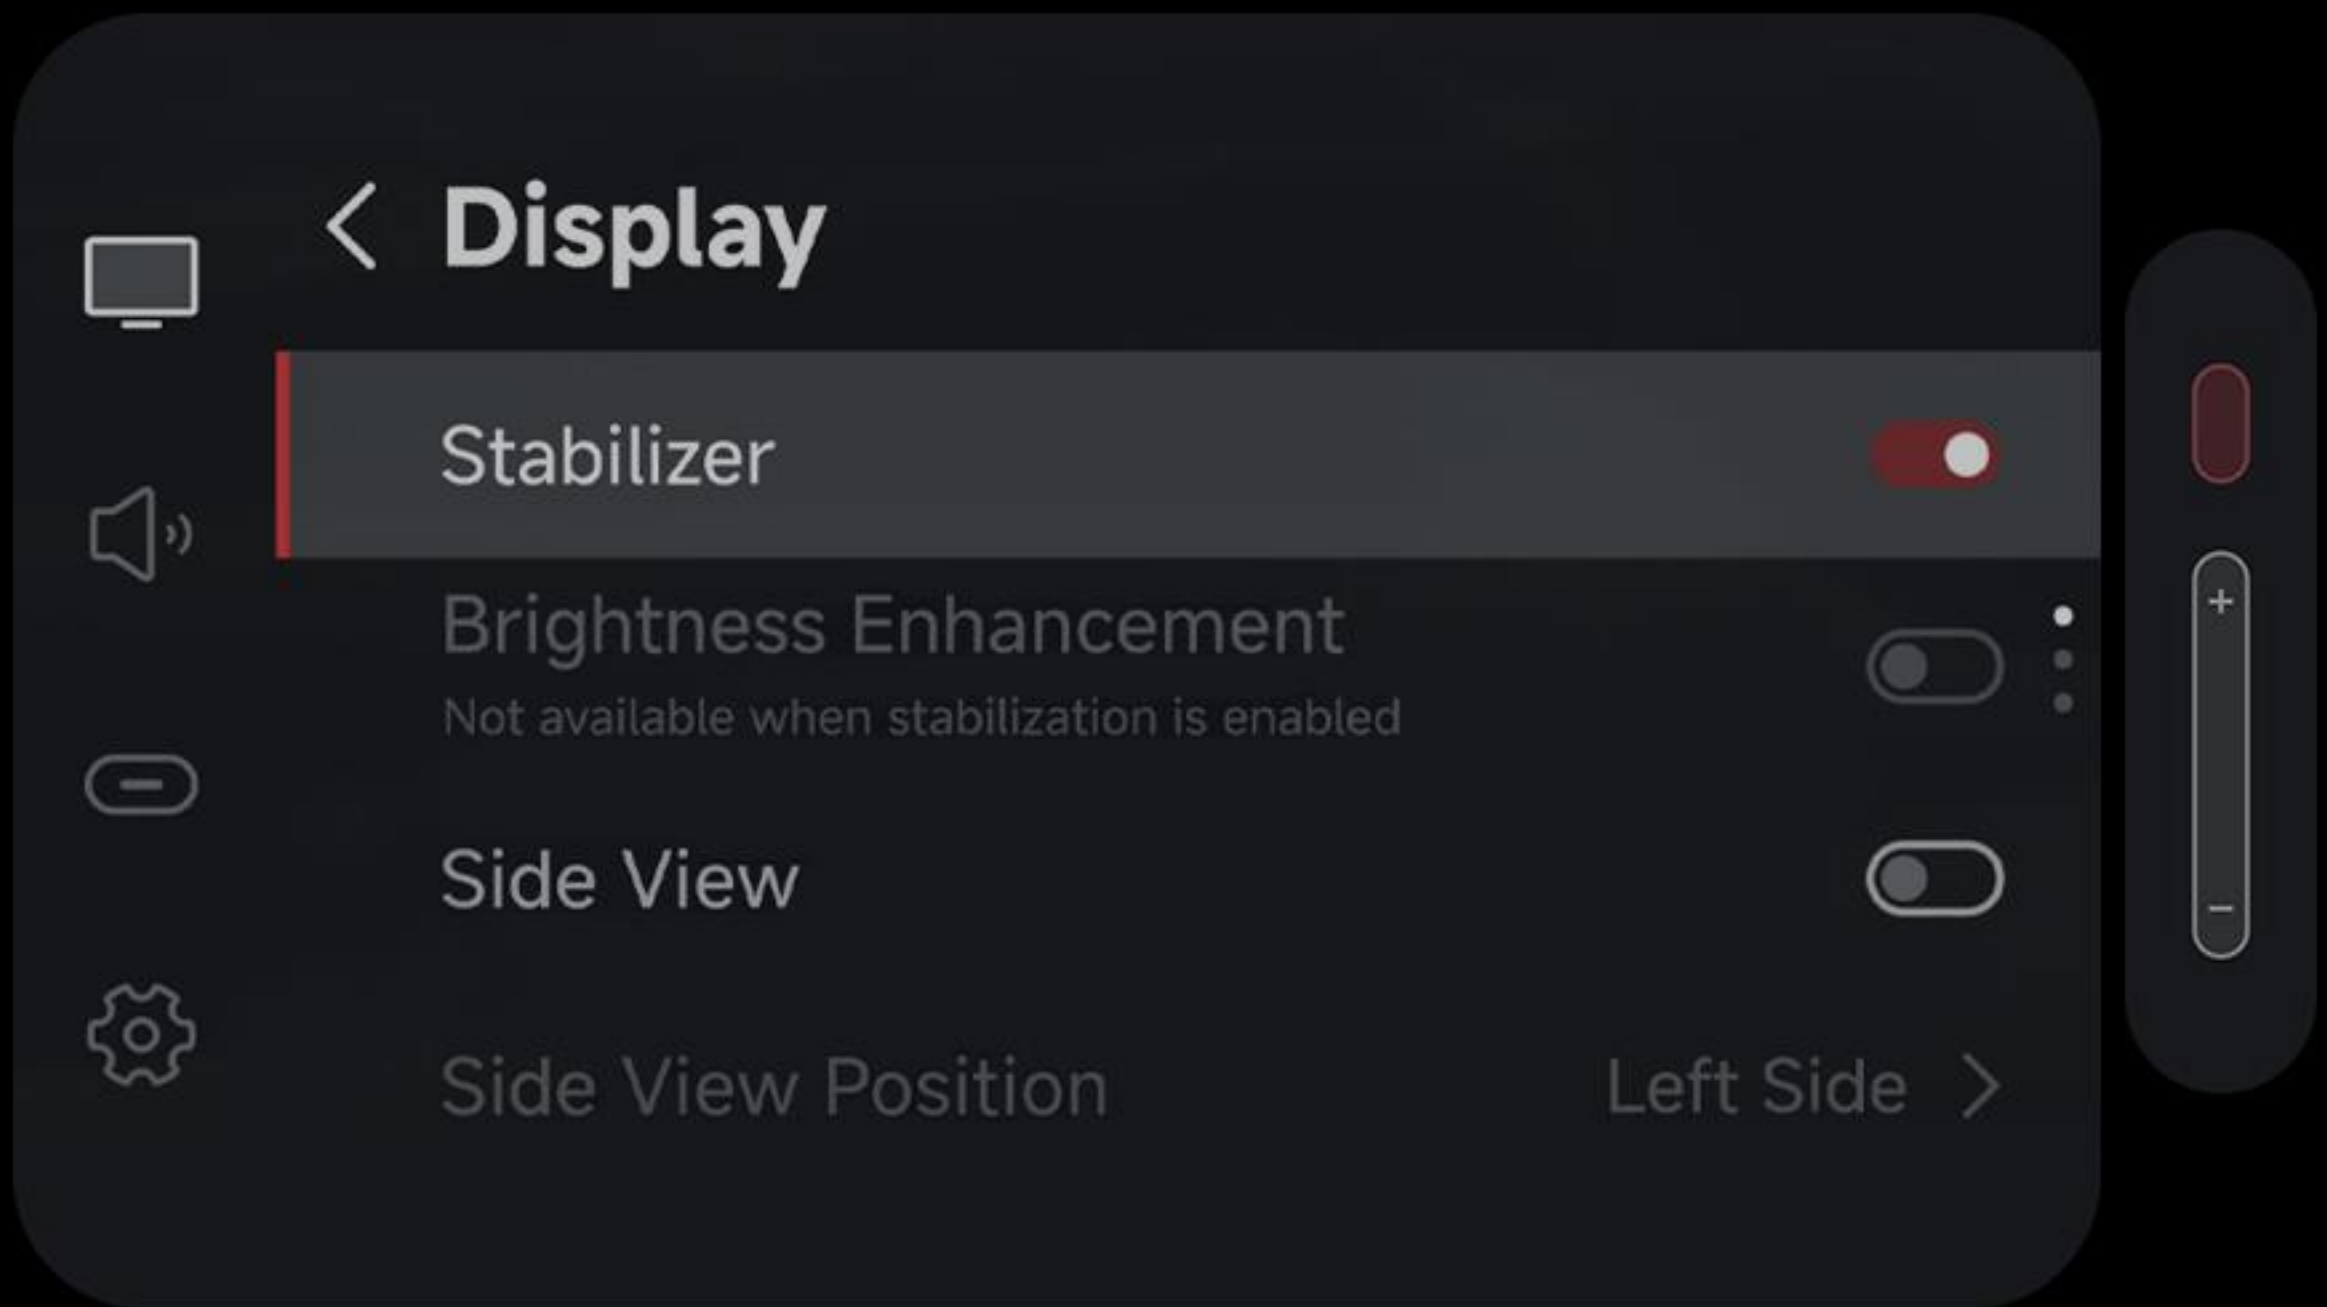 Display
Stabilizer
Brightness Enhancement
Not available when stabilization is enabled
Side View
Side View Position
Left Side
+
-